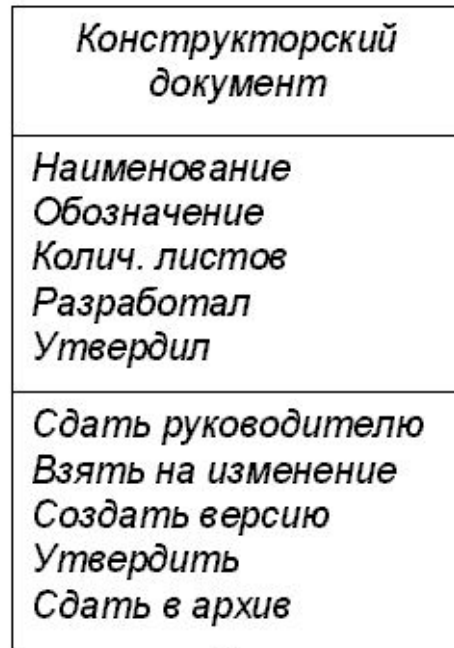 Конструкторский
документ
Наименование
Обозначение
Колич. листов
Разработал
Утвердил
Сдать руководителю
Взять на изменение
Создать версию
Утвердить
Сдать в архив